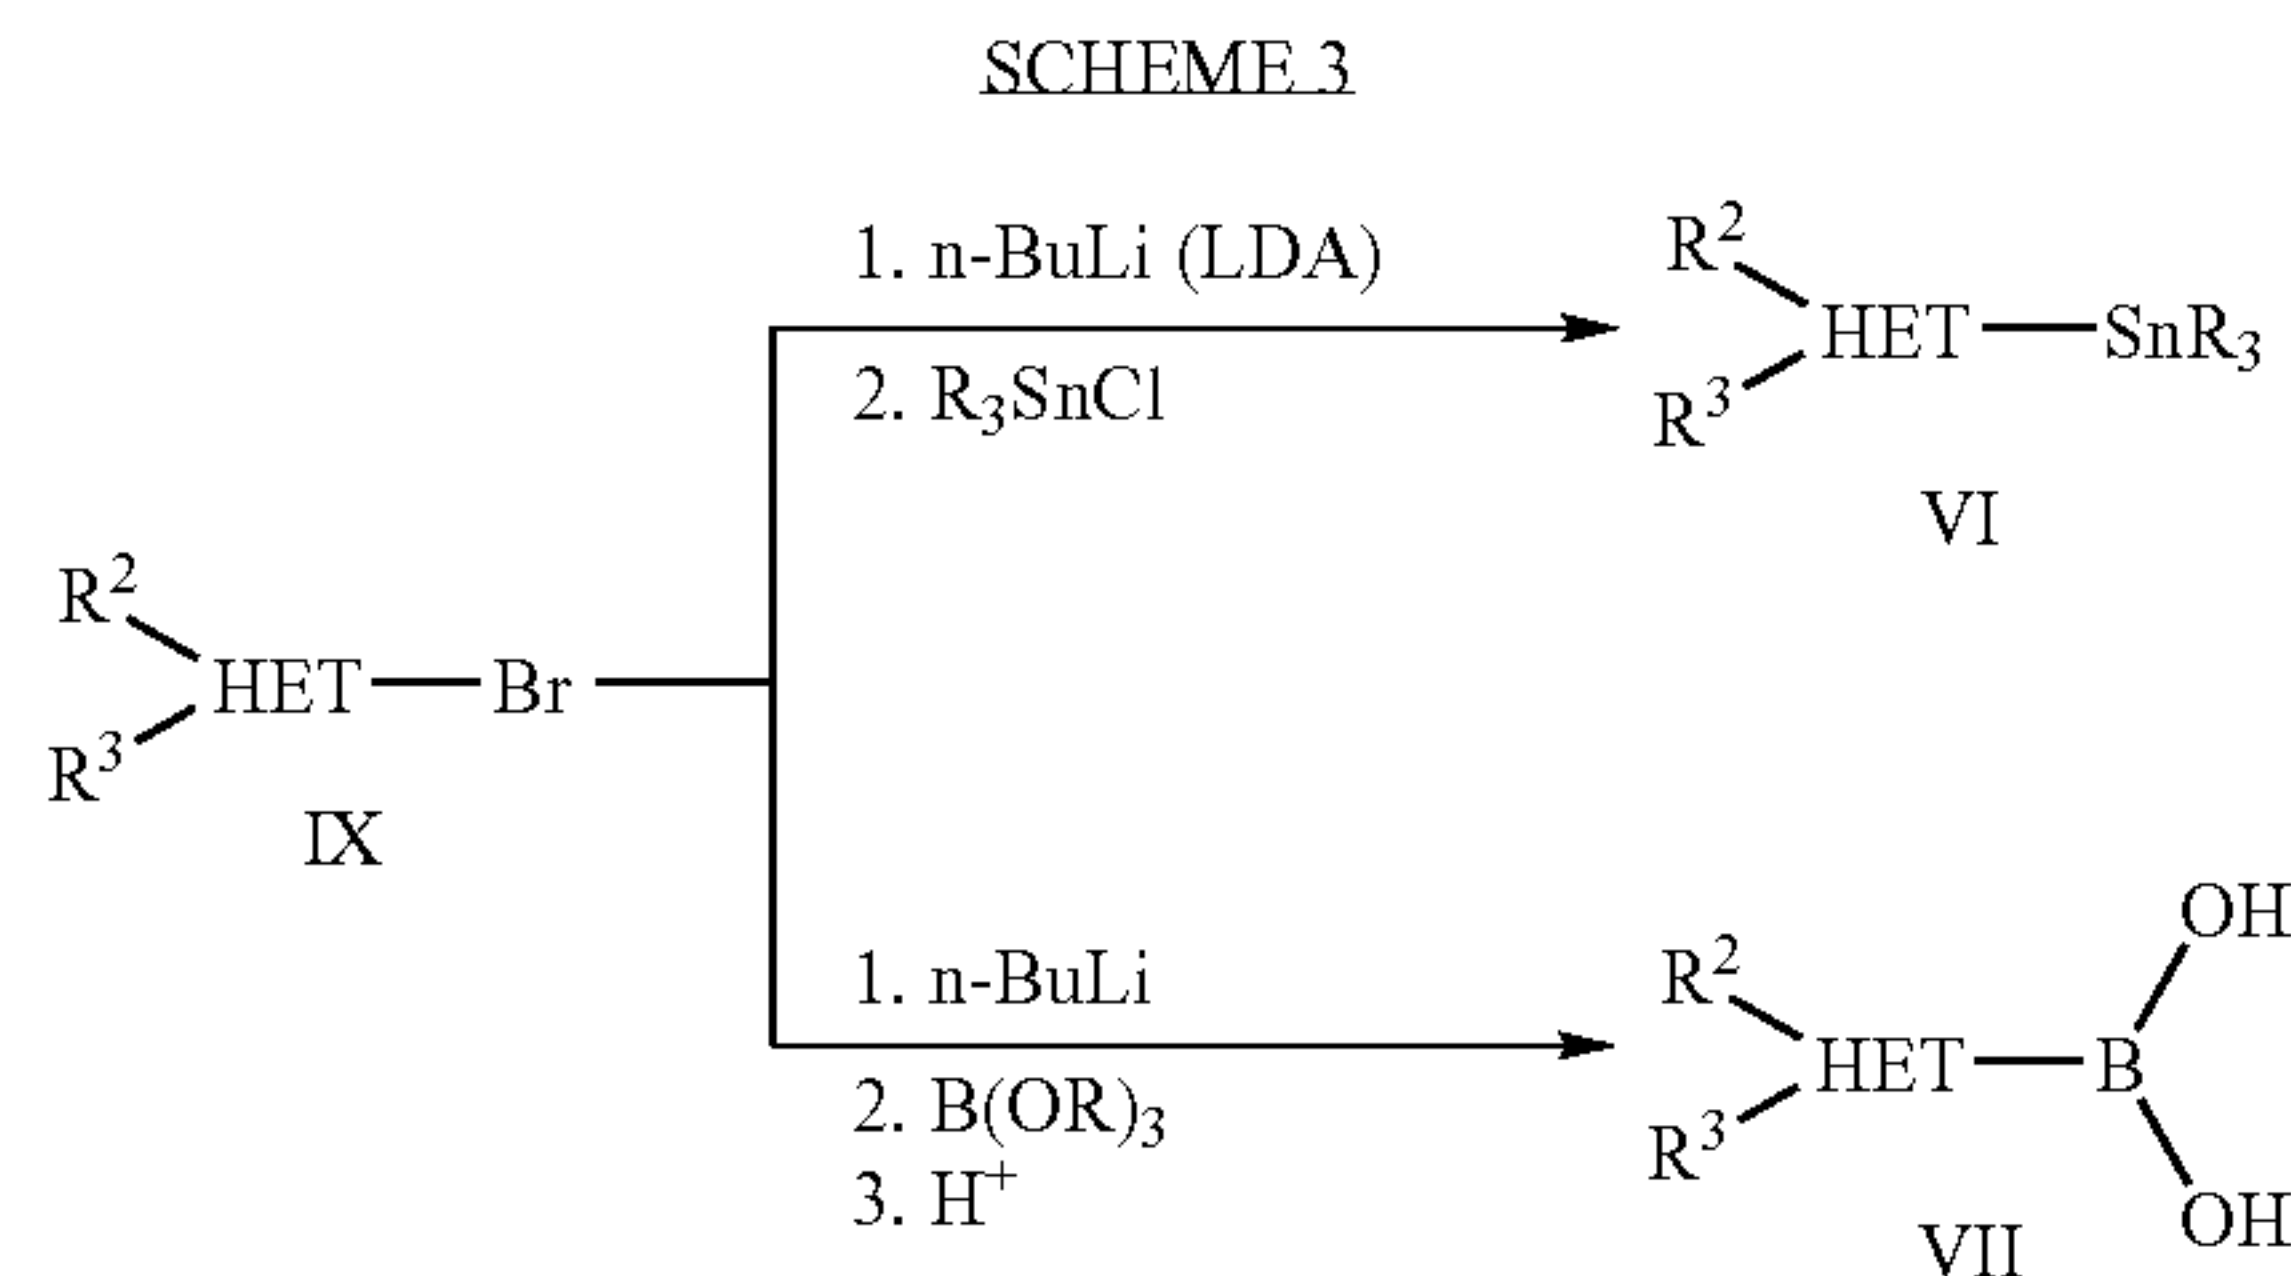 SCHEME 3
1. n-BuLi (LDA)
2. R₃SnCl
R²
HET—SnR₃
R³
VI
R²
HET—Br
R³
IX
1. n-BuLi
2. B(OR)₃
3. H⁺
OH
R²
HET—B
R³
OH
VII